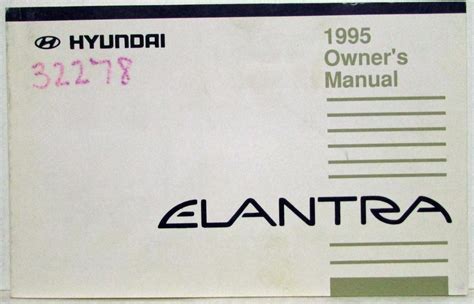 HYUNDAI
32278
1995
Owner's
Manual
ELANTRA